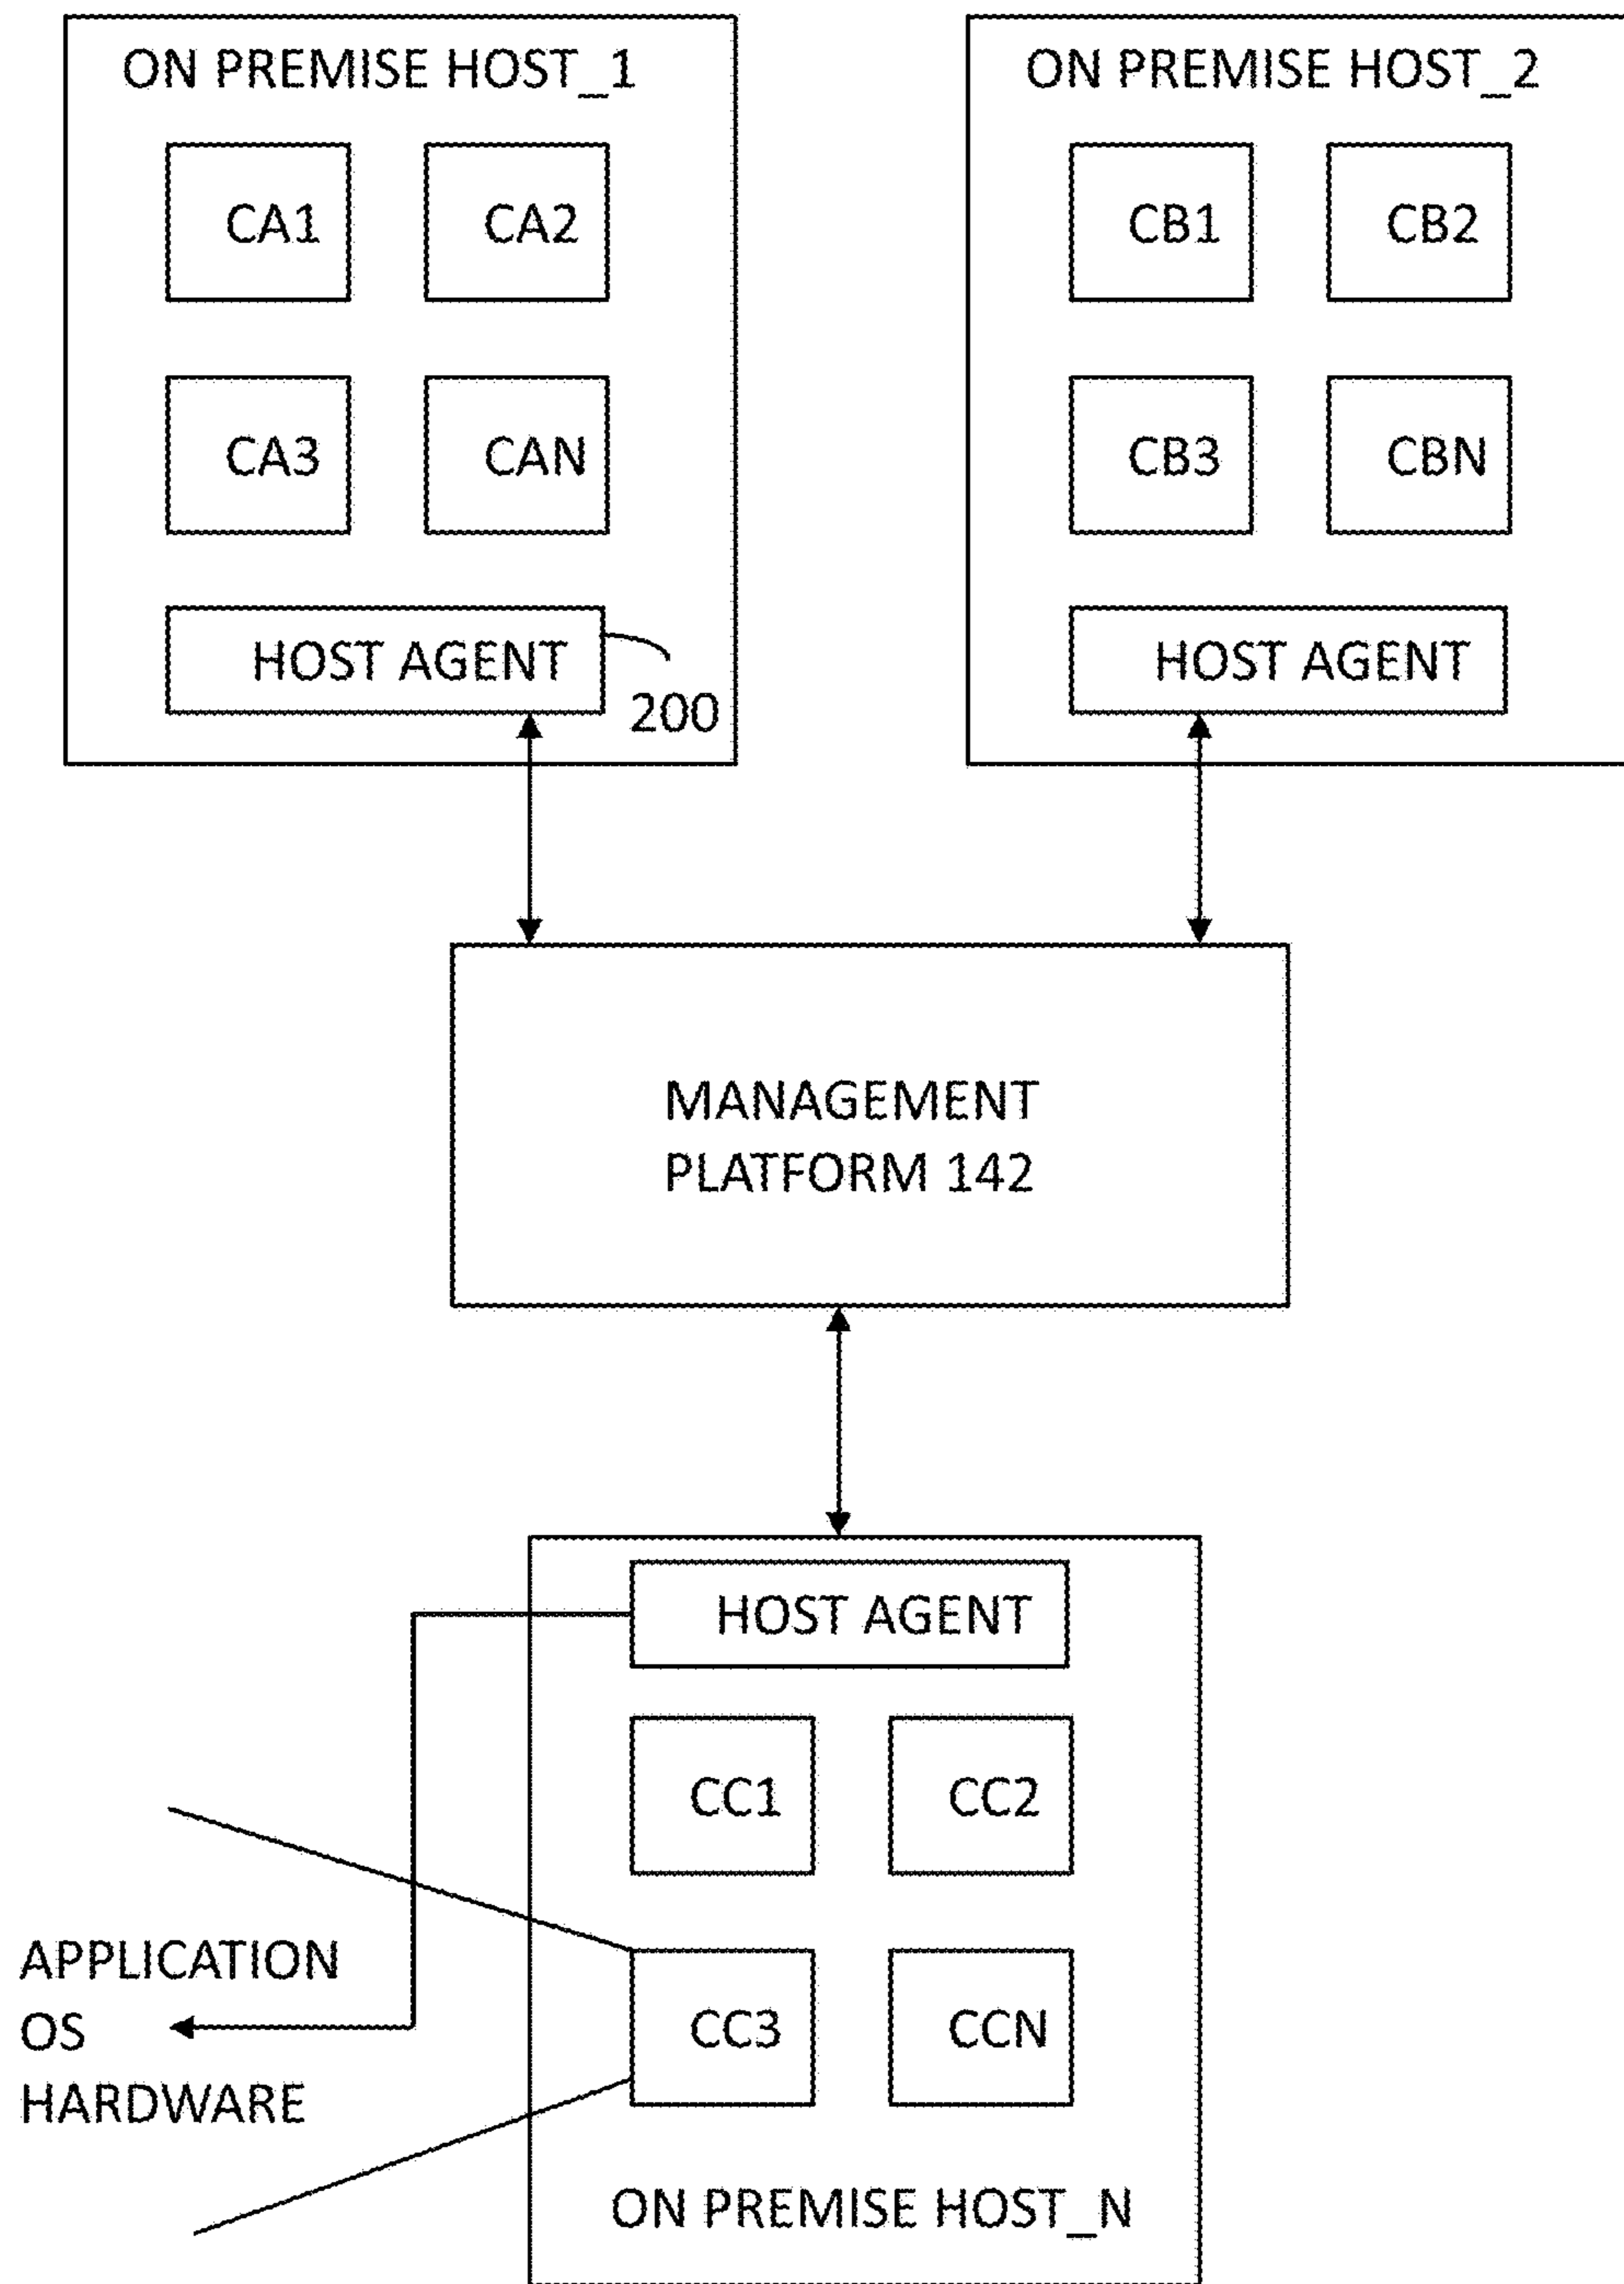 ON PREMISE HOST_1
CA1
CA2
CA3
CAN
HOST AGENT
200
ON PREMISE HOST_2
CB1
CB2
CB3
CBN
HOST AGENT
MANAGEMENT
PLATFORM 142
HOST AGENT
CC1
CC2
CC3
CCN
ON PREMISE HOST_N
APPLICATION
OS
HARDWARE